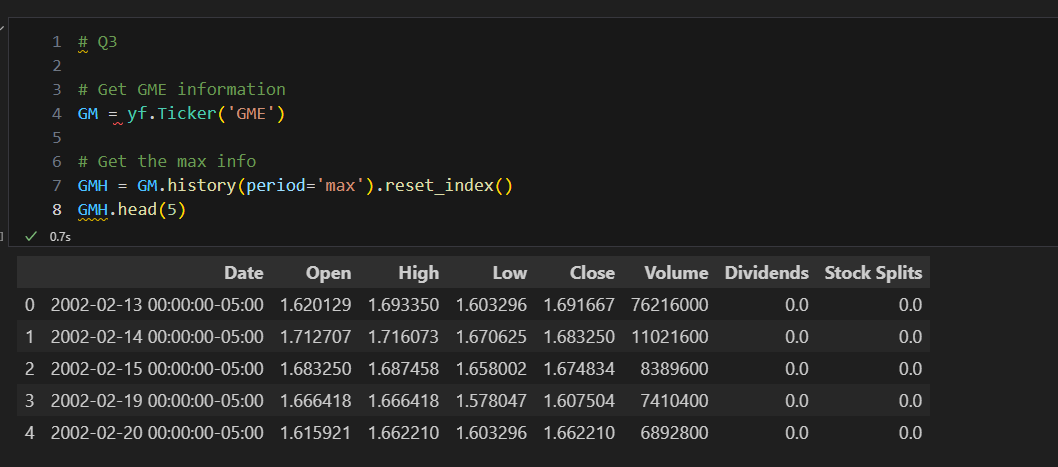 1 # Q3
2
3 # Get GME information
4 GM = yf.Ticker('GME')
5
6 # Get the max info
7 GMH = GM.history(period='max').reset_index()
8 GMH.head(5)
] ✓ 0.7s
Date Open High Low Close Volume Dividends Stock Splits
0 2002-02-13 00:00:00-05:00 1.620129 1.693350 1.603296 1.691667 76216000 0.0 0.0
1 2002-02-14 00:00:00-05:00 1.712707 1.716073 1.670625 1.683250 11021600 0.0 0.0
2 2002-02-15 00:00:00-05:00 1.683250 1.687458 1.658002 1.674834 8389600 0.0 0.0
3 2002-02-19 00:00:00-05:00 1.666418 1.666418 1.578047 1.607504 7410400 0.0 0.0
4 2002-02-20 00:00:00-05:00 1.615921 1.662210 1.603296 1.662210 6892800 0.0 0.0